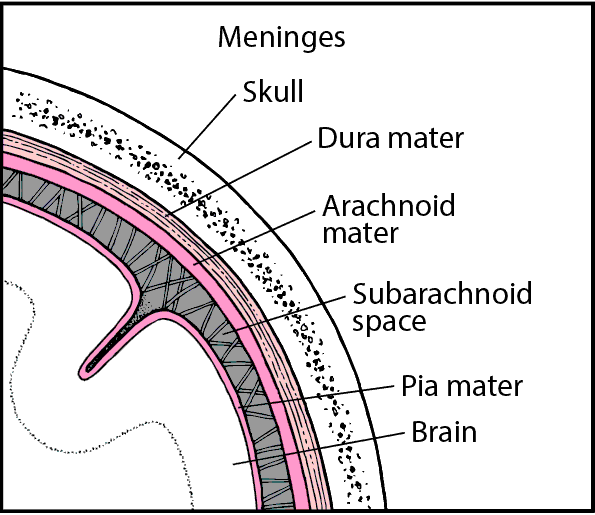 Meninges
Skull
Dura mater
Arachnoid
mater
Subarachnoid
space
Pia mater
Brain